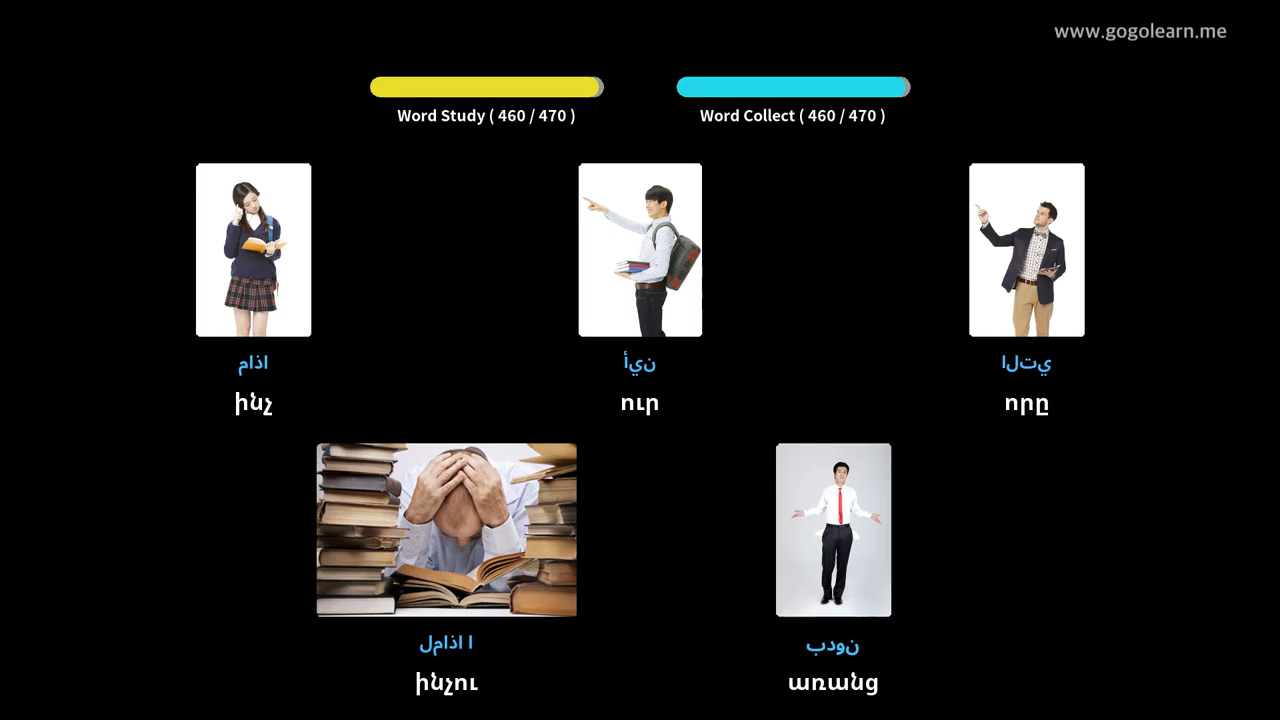 www.gogolearn.me
Word Study ( 460 / 470 )
Word Collect ( 460 / 470 )
ماذا
أين
التي
ինչ
ուր
որը
لماذا ا
بدون
ինչու
առանց